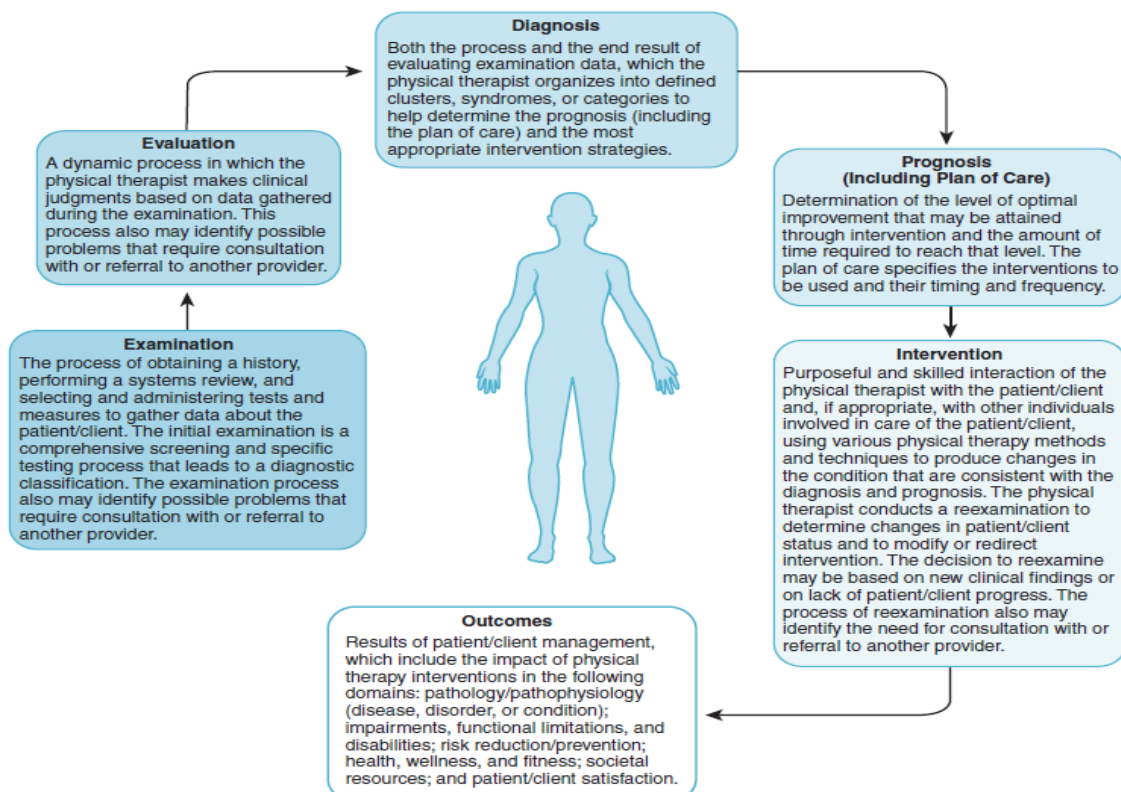 Diagnosis
Both the process and the end result of
evaluating examination data, which the
physical therapist organizes into defined
clusters, syndromes, or categories to
help determine the prognosis (including
the plan of care) and the most
appropriate intervention strategies.
Evaluation
A dynamic process in which the
physical therapist makes clinical
judgments based on data gathered
during the examination. This
process also may identify possible
problems that require consultation
with or referral to another provider.
Prognosis
(Including Plan of Care)
Determination of the level of optimal
improvement that may be attained
through intervention and the amount of
time required to reach that level. The
plan of care specifies the interventions to
be used and their timing and frequency.
Examination
The process of obtaining a history,
performing a systems review, and
selecting and administering tests and
measures to gather data about the
patient/client. The initial examination is a
comprehensive screening and specific
testing process that leads to a diagnostic
classification. The examination process
also may identify possible problems that
require consultation with or referral to
another provider.
Intervention
Purposeful and skilled interaction of the
physical therapist with the patient/client
and, if appropriate, with other individuals
involved in care of the patient/client,
using various physical therapy methods
and techniques to produce changes in
the condition that are consistent with the
diagnosis and prognosis. The physical
therapist conducts a reexamination to
determine changes in patient/client
status and to modify or redirect
intervention. The decision to reexamine
may be based on new clinical findings or
on lack of patient/client progress. The
process of reexamination also may
identify the need for consultation with or
referral to another provider.
Outcomes
Results of patient/client management,
which include the impact of physical
therapy interventions in the following
domains: pathology/pathophysiology
(disease, disorder, or condition);
impairments, functional limitations, and
disabilities; risk reduction/prevention;
health, wellness, and fitness; societal
resources; and patient/client satisfaction.